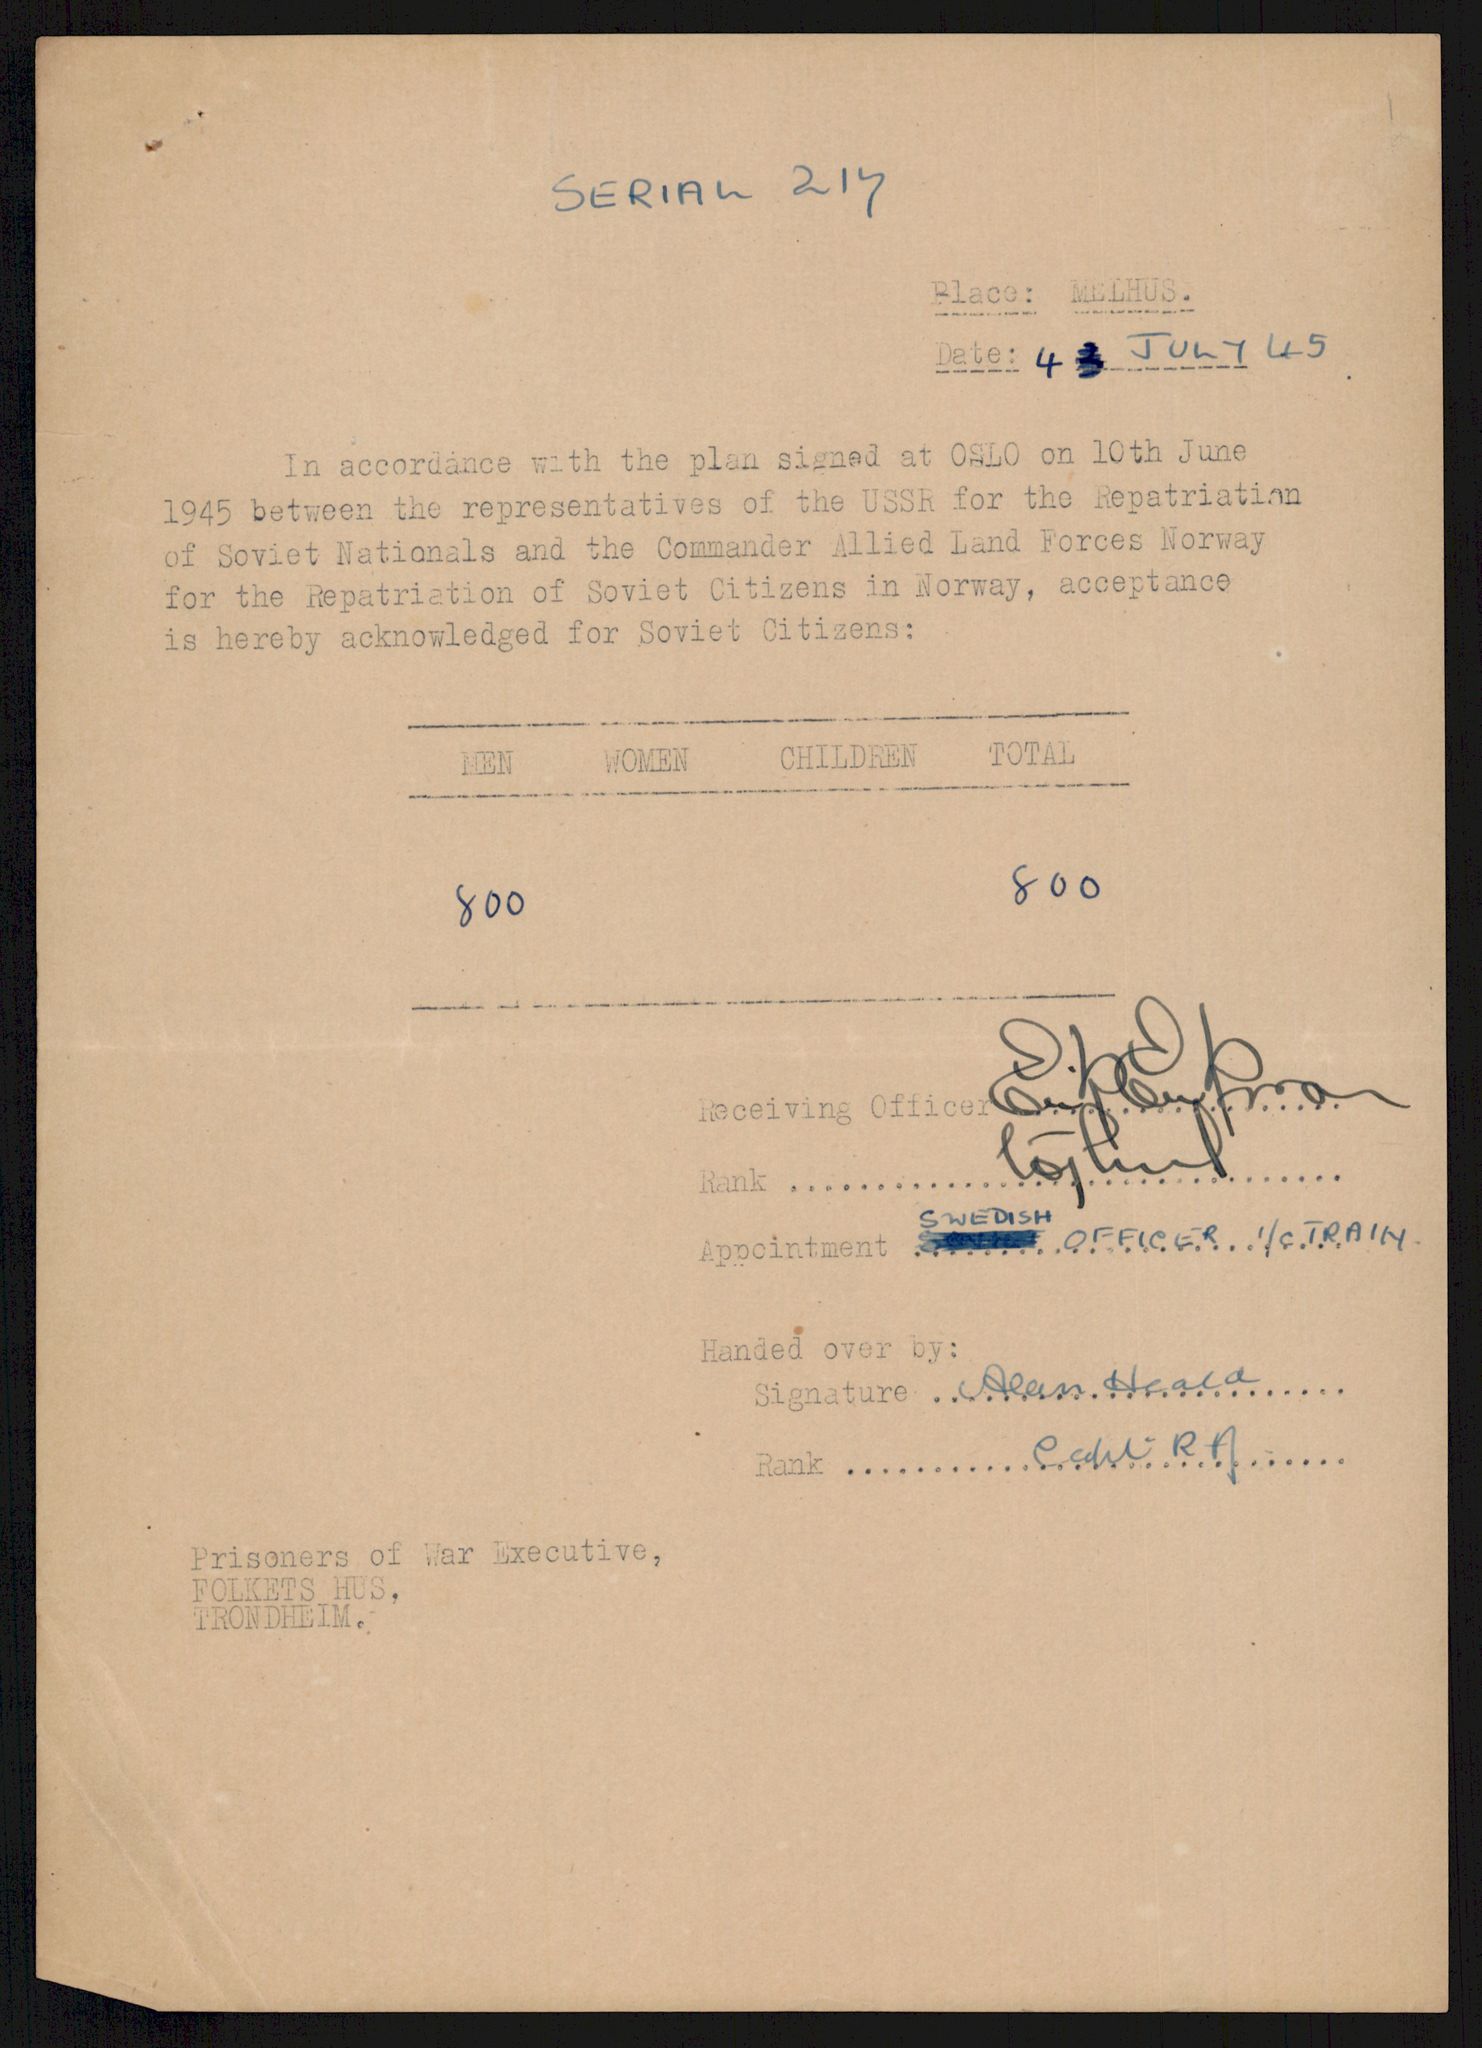 SERIAL 217
Place: MELHUS.
Date: 4 JULY 45
In accordance with the plan signed at OSLO on 10th June
1945 between the representatives of the USSR for the Repatriation
of Soviet Nationals and the Commander Allied Land Forces Norway
for the Repatriation of Soviet Citizens in Norway, acceptance
is hereby acknowledged for Soviet Citizens:
MEN WOMEN CHILDREN TOTAL
800 800
Receiving Officer
Rank
Appointment SWEDISH OFFICER I/C TRAIN
Handed over by:
Signature Alan Heald
Rank Capt RA
Prisoners of War Executive,
FOLKETS HUS,
TRONDHEIM.